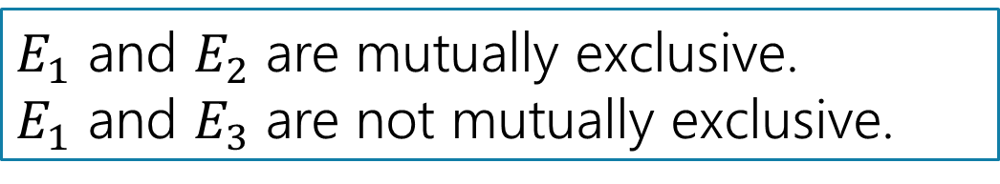 E₁ and E₂ are mutually exclusive.
E₁ and E₃ are not mutually exclusive.